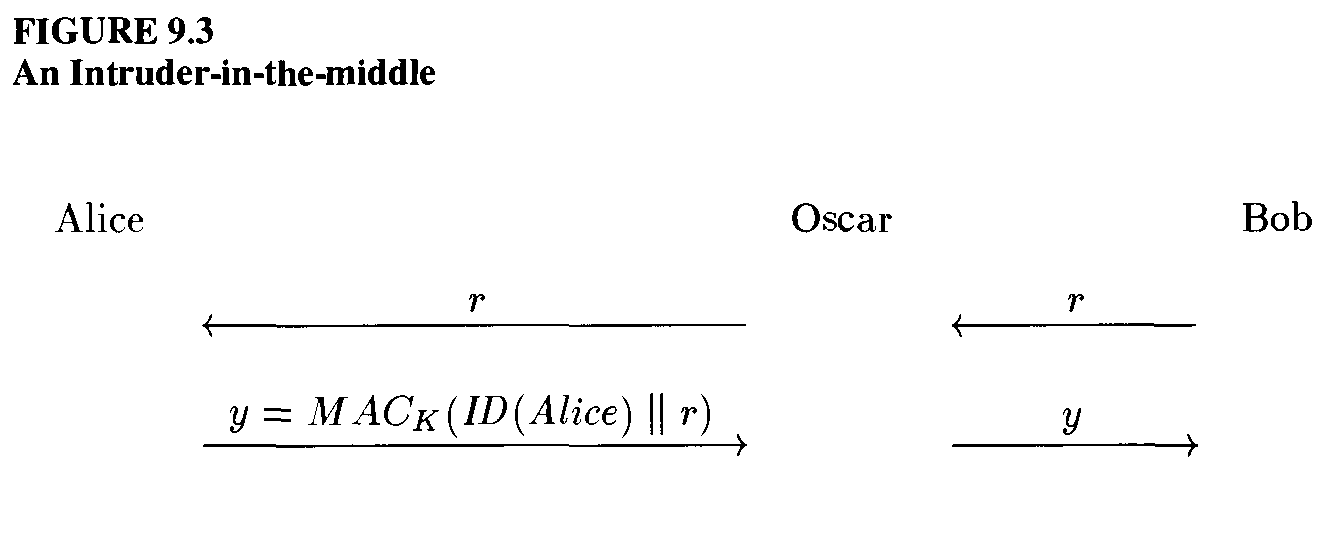 FIGURE 9.3
An Intruder-in-the-middle
Alice Oscar Bob
r r
y = MAC_K(ID(Alice) || r) y